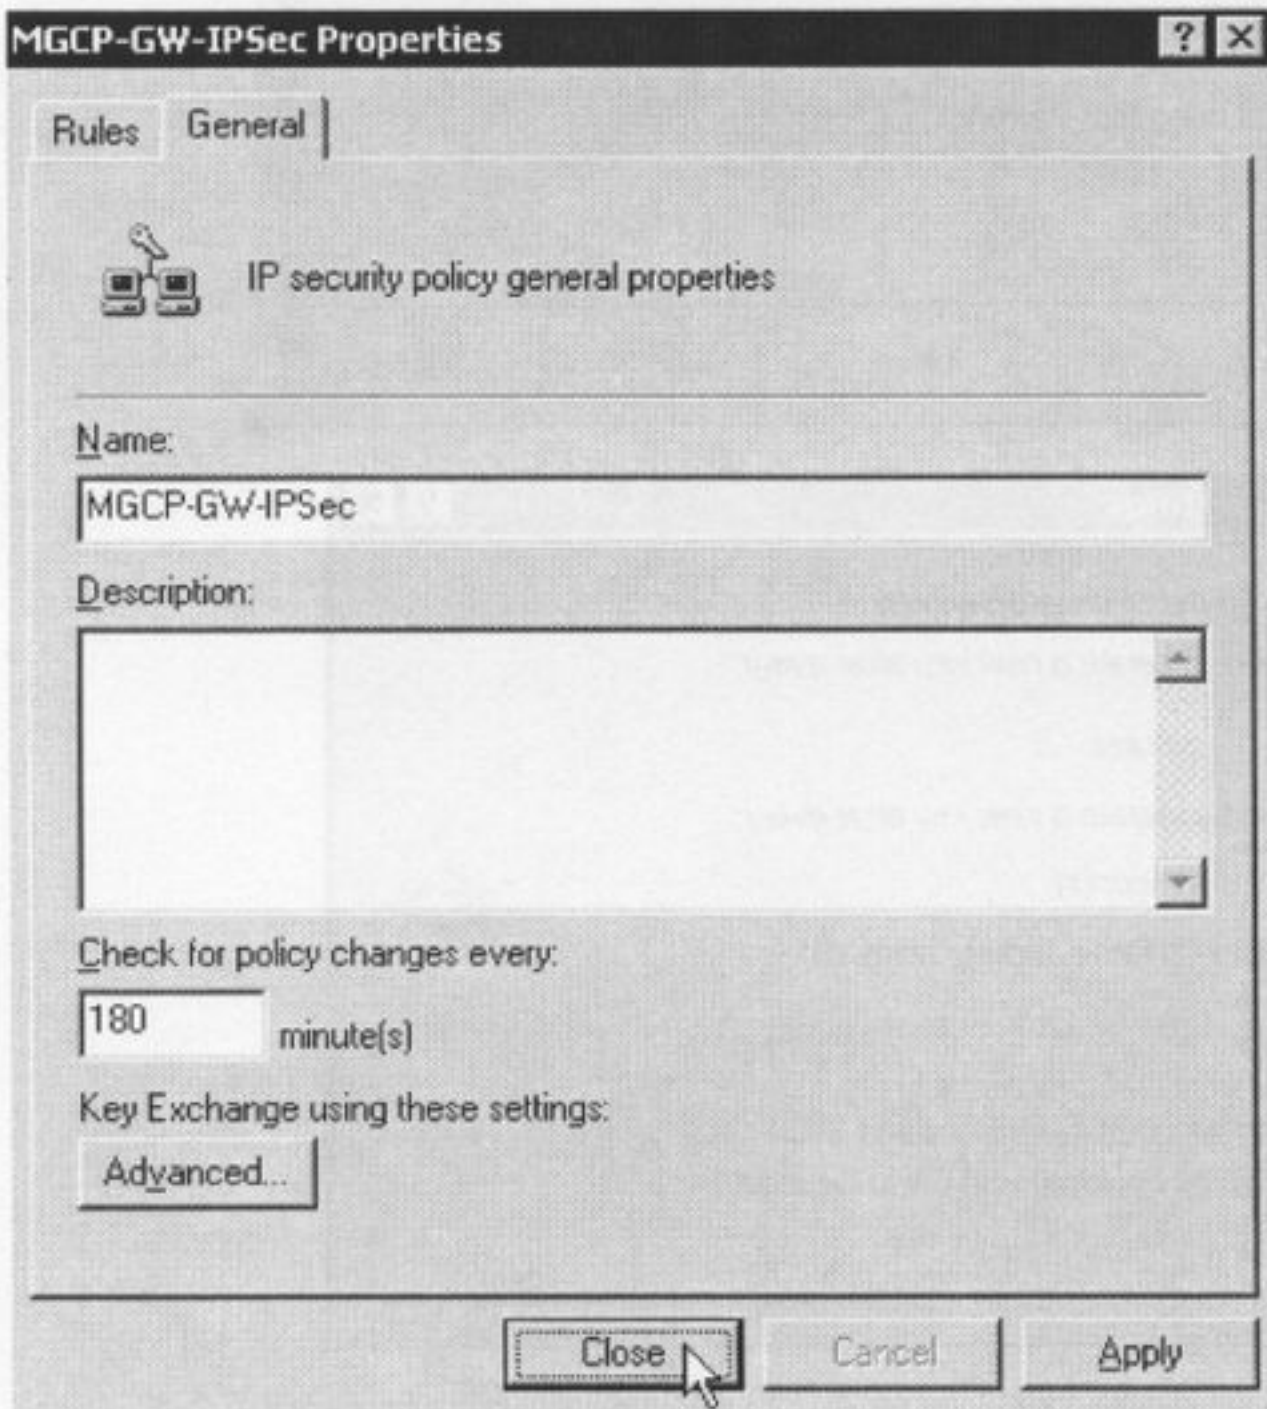 MGCP-GW-IPSec Properties
Rules General
IP security policy general properties
Name:
MGCP-GW-IPSec
Description:
Check for policy changes every:
180 minute(s)
Key Exchange using these settings:
Advanced...
Close Cancel Apply